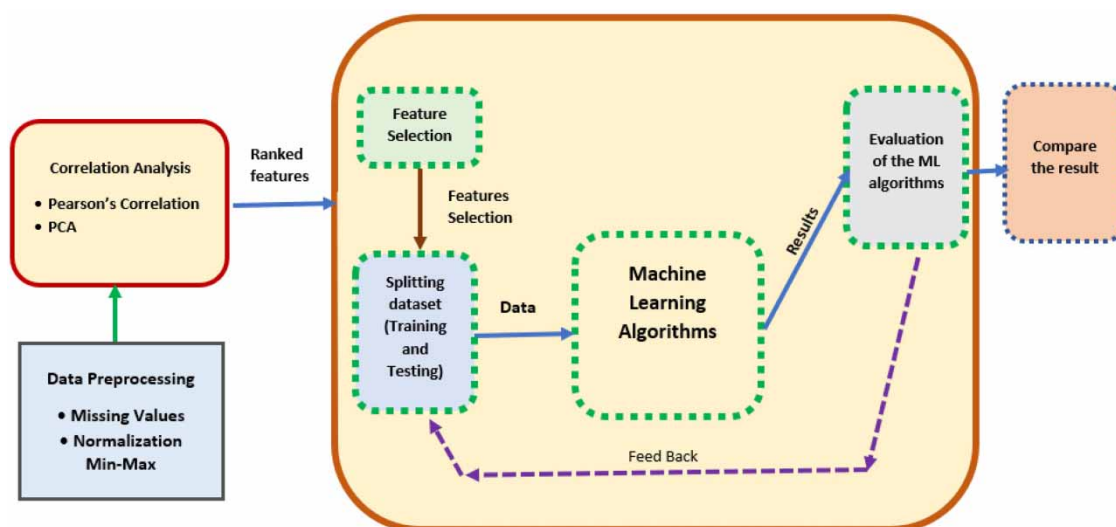 Data Preprocessing
• Missing Values
• Normalization
Min-Max
Correlation Analysis
• Pearson's Correlation
• PCA
Ranked
features
Feature
Selection
Features
Selection
Splitting
dataset
(Training
and
Testing)
Data
Machine
Learning
Algorithms
Results
Evaluation
of the ML
algorithms
Feed Back
Compare
the result